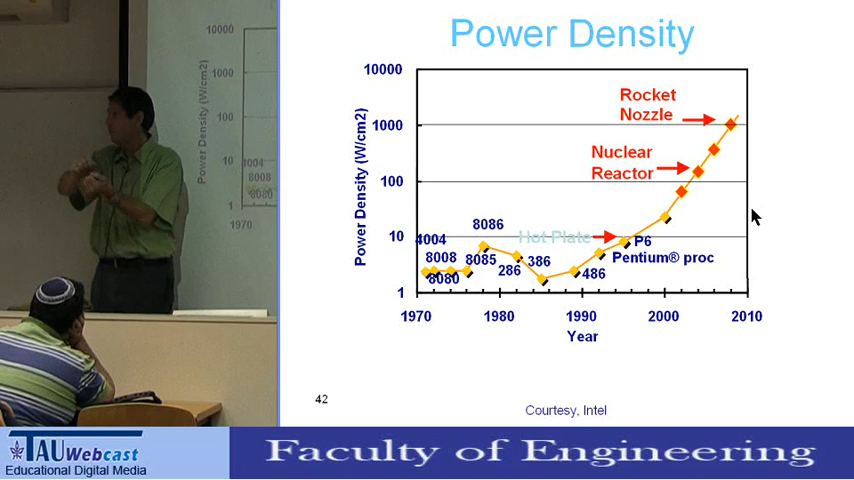 Power Density
10000
1000
100
10
1
Power Density (W/cm2)
4004
8008
8080
1970
Power Density (W/cm2)
10000
1000
100
10
1
Rocket
Nozzle
Nuclear
Reactor
Hot Plate
4004
8008
8080
8086
8085
286
386
486
P6
Pentium® proc
1970
1980
1990
2000
2010
Year
42
Courtesy, Intel
TAU Webcast
Educational Digital Media
Faculty of Engineering